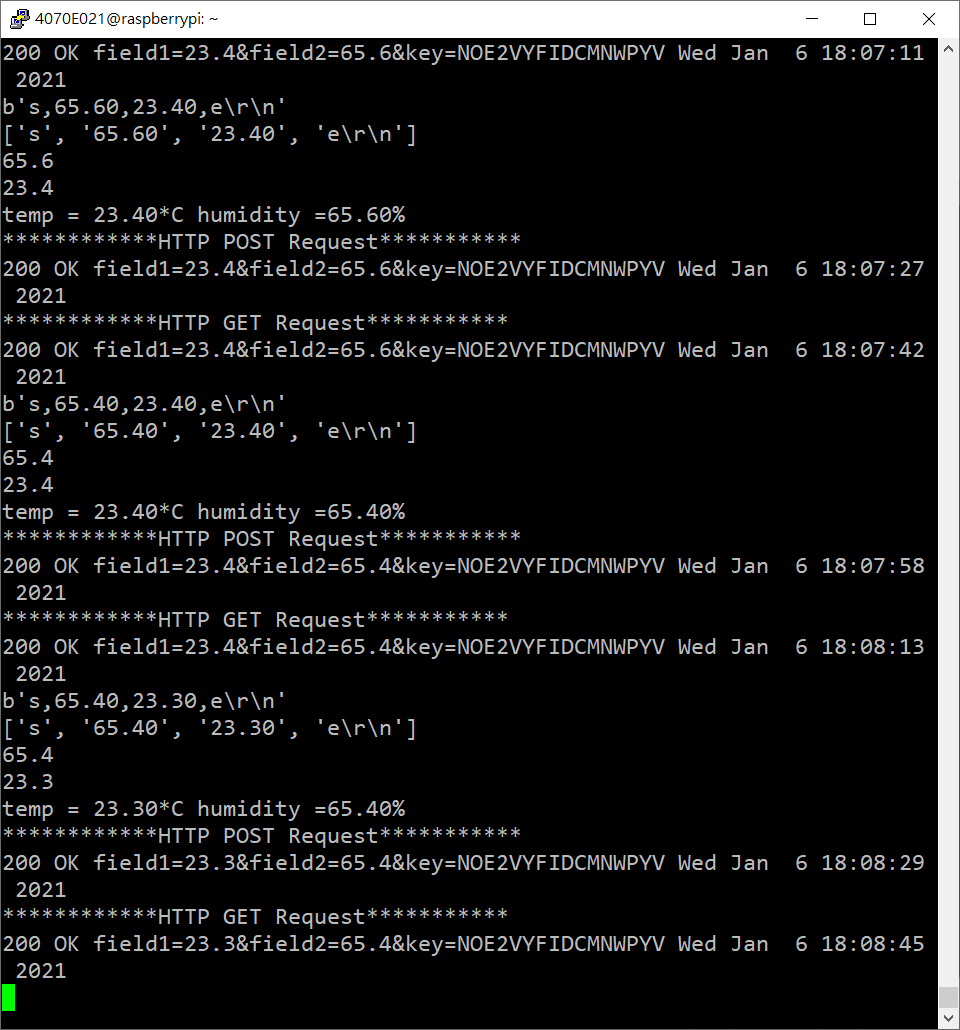 4070E021@raspberrypi: ~
200 OK field1=23.4&field2=65.6&key=NOE2VYFIDCMNWPYV Wed Jan  6 18:07:11
 2021
b's,65.60,23.40,e\r\n'
['s', '65.60', '23.40', 'e\r\n']
65.6
23.4
temp = 23.40*C humidity =65.60%
************HTTP POST Request***********
200 OK field1=23.4&field2=65.6&key=NOE2VYFIDCMNWPYV Wed Jan  6 18:07:27
 2021
************HTTP GET Request***********
200 OK field1=23.4&field2=65.6&key=NOE2VYFIDCMNWPYV Wed Jan  6 18:07:42
 2021
b's,65.40,23.40,e\r\n'
['s', '65.40', '23.40', 'e\r\n']
65.4
23.4
temp = 23.40*C humidity =65.40%
************HTTP POST Request***********
200 OK field1=23.4&field2=65.4&key=NOE2VYFIDCMNWPYV Wed Jan  6 18:07:58
 2021
************HTTP GET Request***********
200 OK field1=23.4&field2=65.4&key=NOE2VYFIDCMNWPYV Wed Jan  6 18:08:13
 2021
b's,65.40,23.30,e\r\n'
['s', '65.40', '23.30', 'e\r\n']
65.4
23.3
temp = 23.30*C humidity =65.40%
************HTTP POST Request***********
200 OK field1=23.3&field2=65.4&key=NOE2VYFIDCMNWPYV Wed Jan  6 18:08:29
 2021
************HTTP GET Request***********
200 OK field1=23.3&field2=65.4&key=NOE2VYFIDCMNWPYV Wed Jan  6 18:08:45
 2021